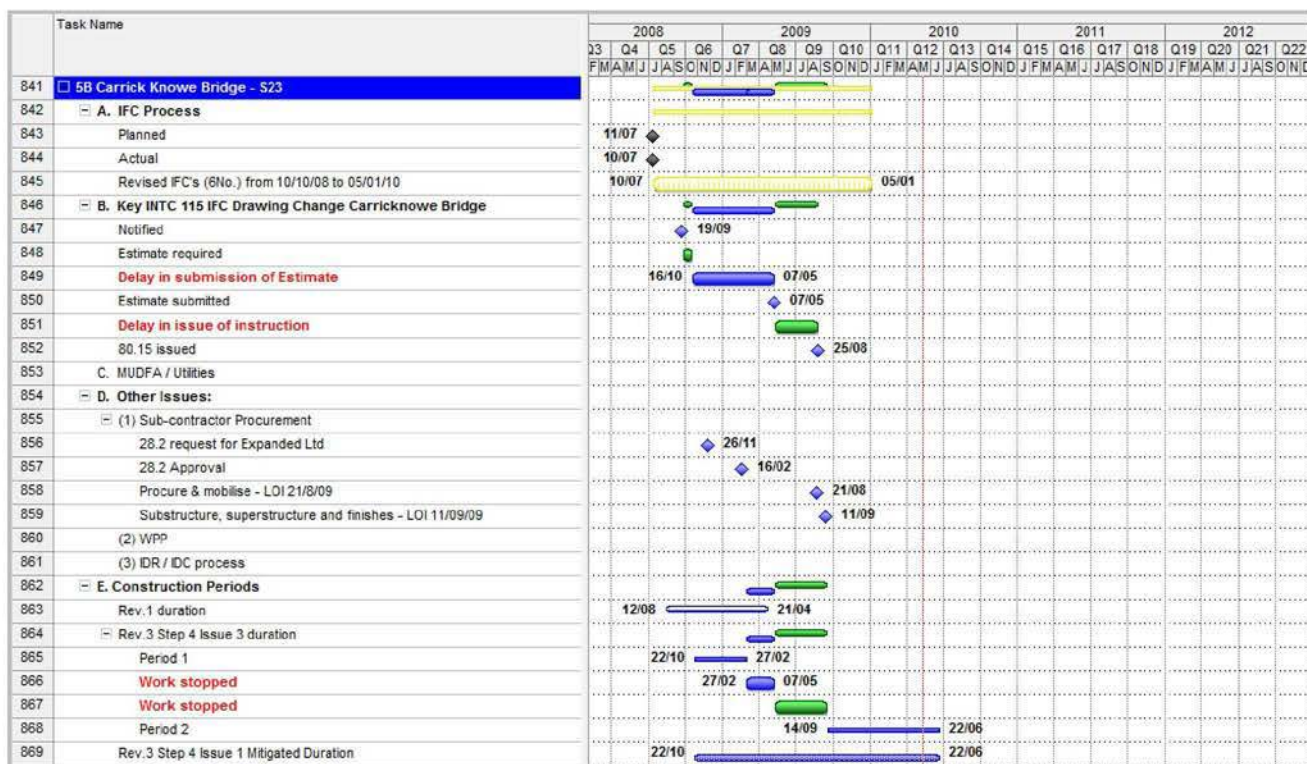 Task Name
2008 2009 2010 2011 2012
Q3 Q4 Q5 Q6 Q7 Q8 Q9 Q10 Q11 Q12 Q13 Q14 Q15 Q16 Q17 Q18 Q19 Q20 Q21 Q22
F M A M J J A S O N D J F M A M J J A S O N D J F M A M J J A S O N D J F M A M J J A S O N D J F M A M J J A S O N D
841 5B Carrick Knowe Bridge - S23
842 A. IFC Process
843 Planned 11/07
844 Actual 10/07
845 Revised IFC's (6No.) from 10/10/08 to 05/01/10 10/07 05/01
846 B. Key INTC 115 IFC Drawing Change Carricknowe Bridge
847 Notified 19/09
848 Estimate required
849 Delay in submission of Estimate 16/10 07/05
850 Estimate submitted 07/05
851 Delay in issue of instruction
852 80.15 issued 25/08
853 C. MUDFA / Utilities
854 D. Other Issues:
855 (1) Sub-contractor Procurement
856 28.2 request for Expanded Ltd 26/11
857 28.2 Approval 16/02
858 Procure & mobilise - LOI 21/8/09 21/08
859 Substructure, superstructure and finishes - LOI 11/09/09 11/09
860 (2) WPP
861 (3) IDR / IDC process
862 E. Construction Periods
863 Rev.1 duration 12/08 21/04
864 Rev.3 Step 4 Issue 3 duration
865 Period 1 22/10 27/02
866 Work stopped 27/02 07/05
867 Work stopped
868 Period 2 14/09 22/06
869 Rev.3 Step 4 Issue 1 Mitigated Duration 22/10 22/06